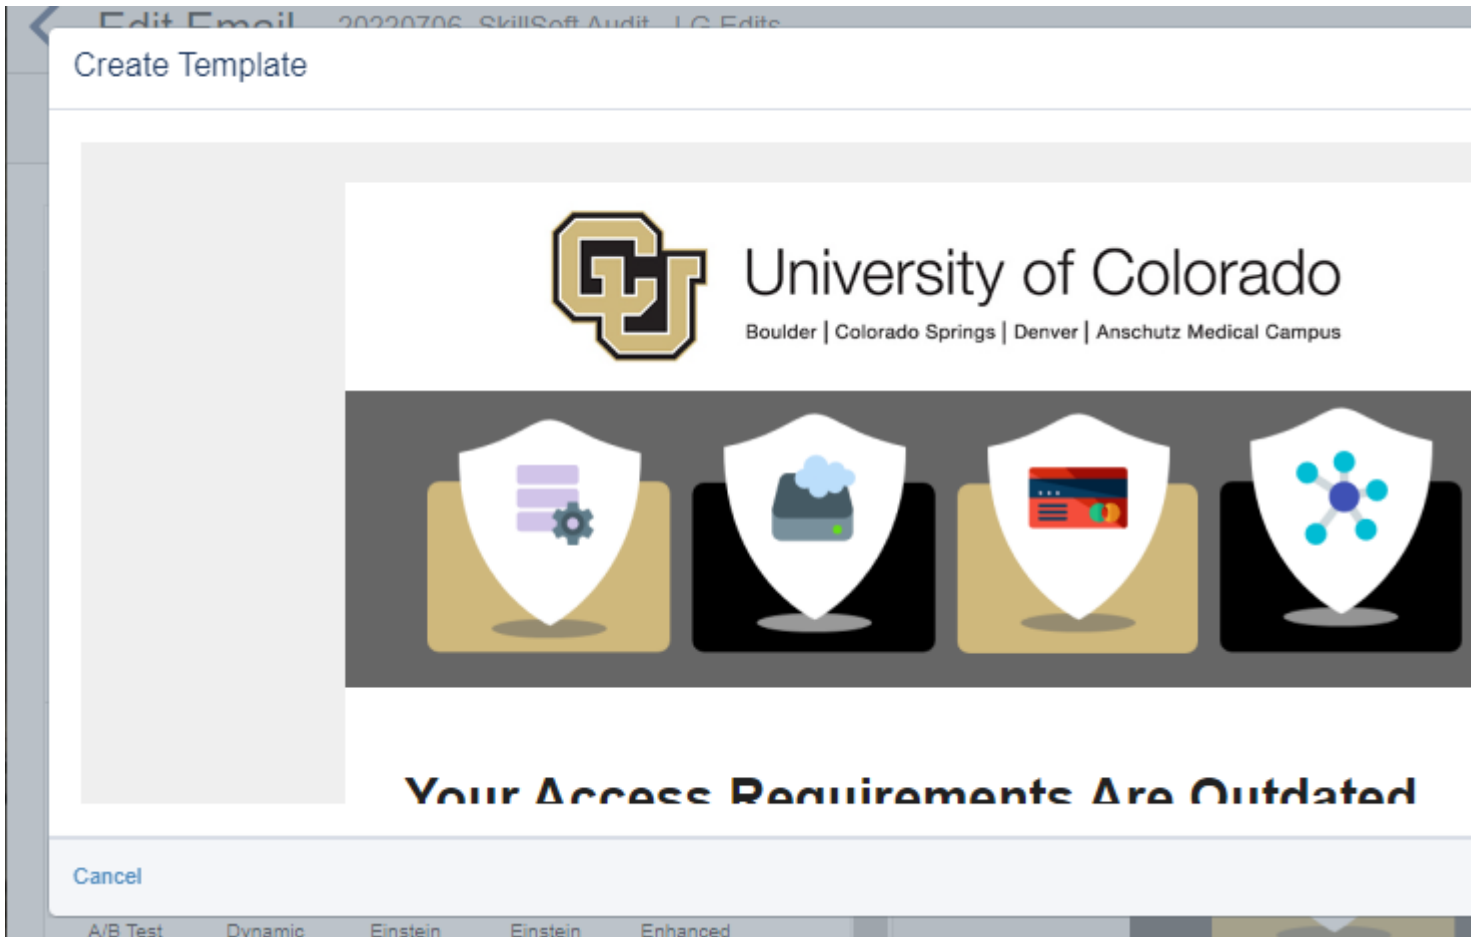 Edit Email 20220706_SkillSoft Audit - LG Edits
Create Template
CU
University of Colorado
Boulder | Colorado Springs | Denver | Anschutz Medical Campus
Your Access Requirements Are Outdated
Cancel
A/B Test Dynamic Einstein Einstein Enhanced